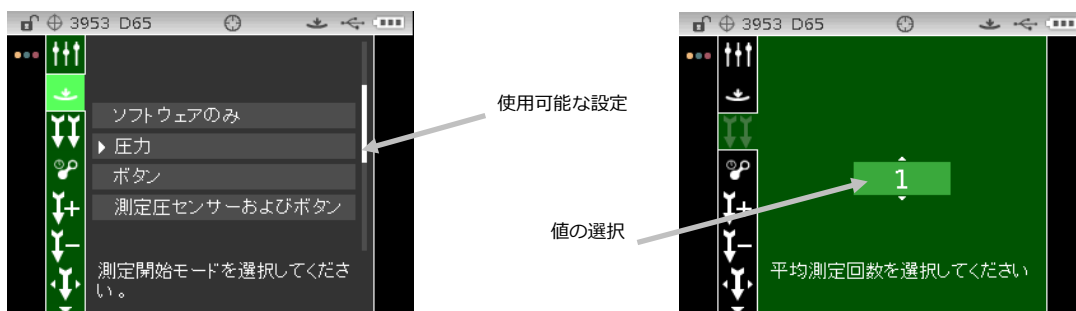 3953 D65
ソフトウェアのみ
圧力
ボタン
測定圧センサーおよびボタン
測定開始モードを選択してくださ
い。
使用可能な設定
値の選択
3953 D65
1
平均測定回数を選択してください